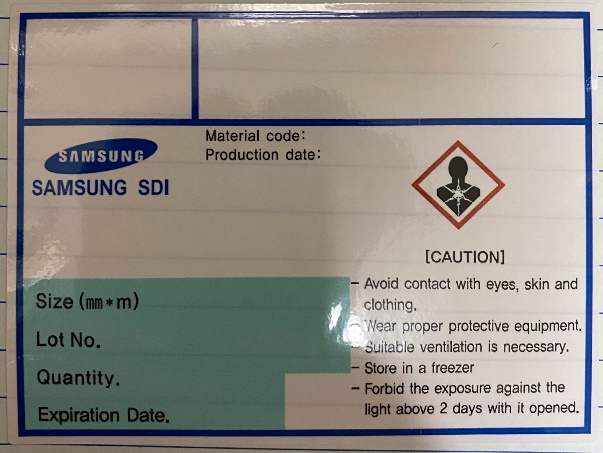 Material code:
Production date:
SAMSUNG
SAMSUNG SDI
[CAUTION]
- Avoid contact with eyes, skin and
clothing.
- Wear proper protective equipment.
- Suitable ventilation is necessary.
- Store in a freezer
- Forbid the exposure against the
light above 2 days with it opened.
Size (mm*m)
Lot No.
Quantity.
Expiration Date.